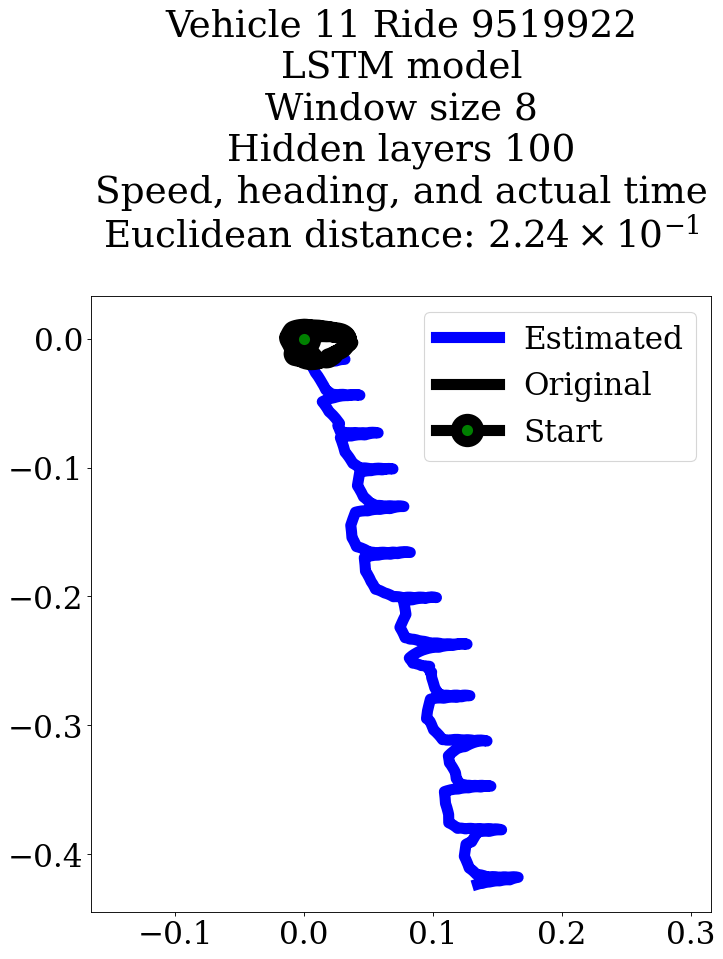 Vehicle 11 Ride 9519922
LSTM model
Window size 8
Hidden layers 100
Speed, heading, and actual time
Euclidean distance: 2.24 × 10⁻¹
Estimated
Original
Start
0.0
−0.1
−0.2
−0.3
−0.4
−0.1 0.0 0.1 0.2 0.3